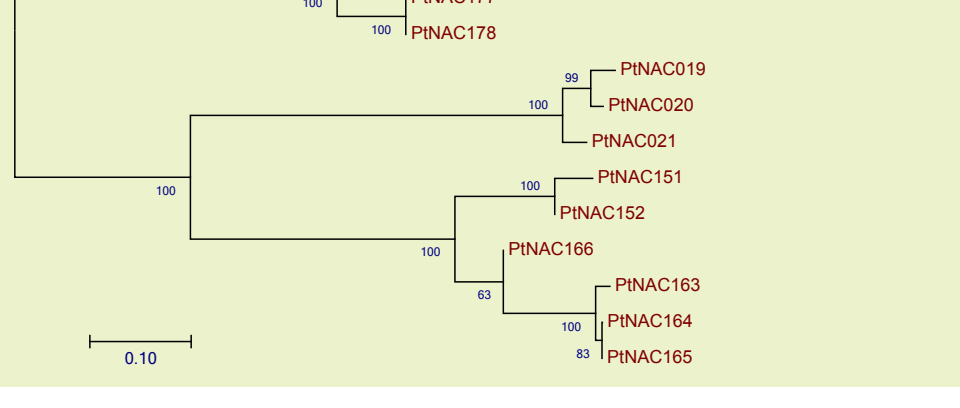 PtNAC177
100
100
PtNAC178
PtNAC019
99
100
PtNAC020
PtNAC021
PtNAC151
100
100
PtNAC152
100
PtNAC166
PtNAC163
63
PtNAC164
100
83
PtNAC165
0.10